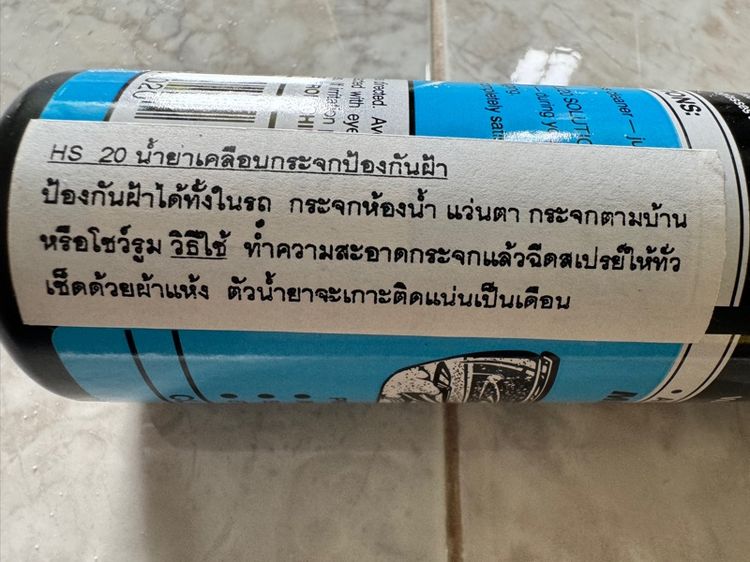 HS 20 น้ำยาเคลือบกระจกป้องกันฝ้า
ป้องกันฝ้าได้ทั้งในรถ กระจกห้องน้ำ แว่นตา กระจกตามบ้าน
หรือโชว์รูม วิธีใช้ ทำความสะอาดกระจกแล้วฉีดสเปรย์ให้ทั่ว
เช็ดด้วยผ้าแห้ง ตัวน้ำยาจะเกาะติดแน่นเป็นเดือน
with eye
irritation